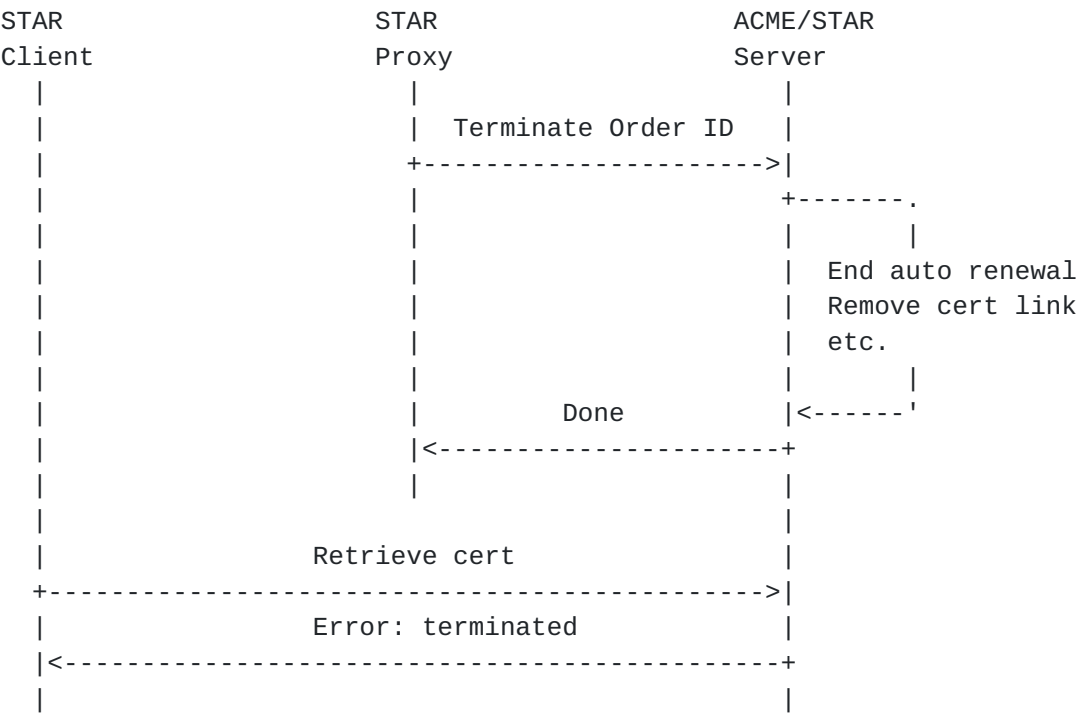 STAR STAR ACME/STAR
Client Proxy Server
Terminate Order ID
End auto renewal
Remove cert link
etc.
Done
Retrieve cert
Error: terminated